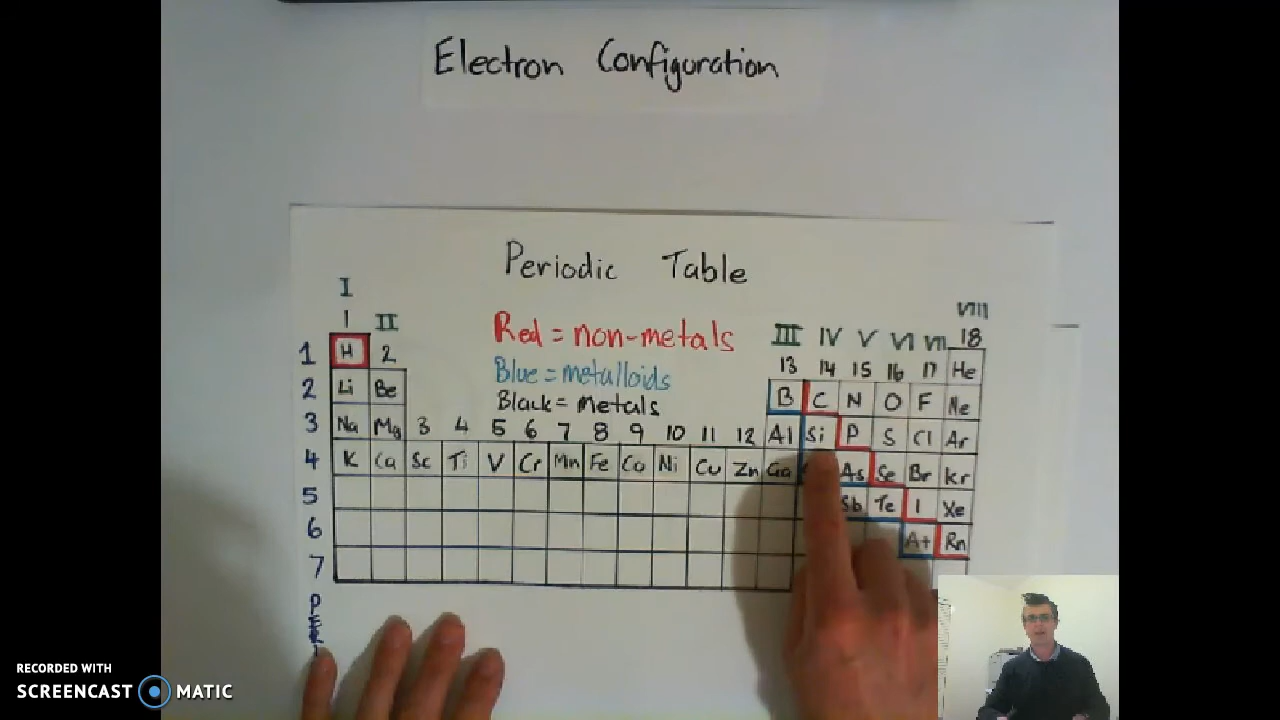 Electron Configuration
Periodic Table
I
1 II VIII
Red = non-metals III IV V VI VII 18
1 H 2 13 14 15 16 17 He
Blue = metalloids
2 Li Be B C N O F Ne
Black = metals
3 Na Mg 3 4 5 6 7 8 9 10 11 12 Al Si P S Cl Ar
4 K Ca Sc Ti V Cr Mn Fe Co Ni Cu Zn Ga As Se Br Kr
5 Sb Te I Xe
6 At Rn
7
RECORDED WITH
SCREENCAST MATIC